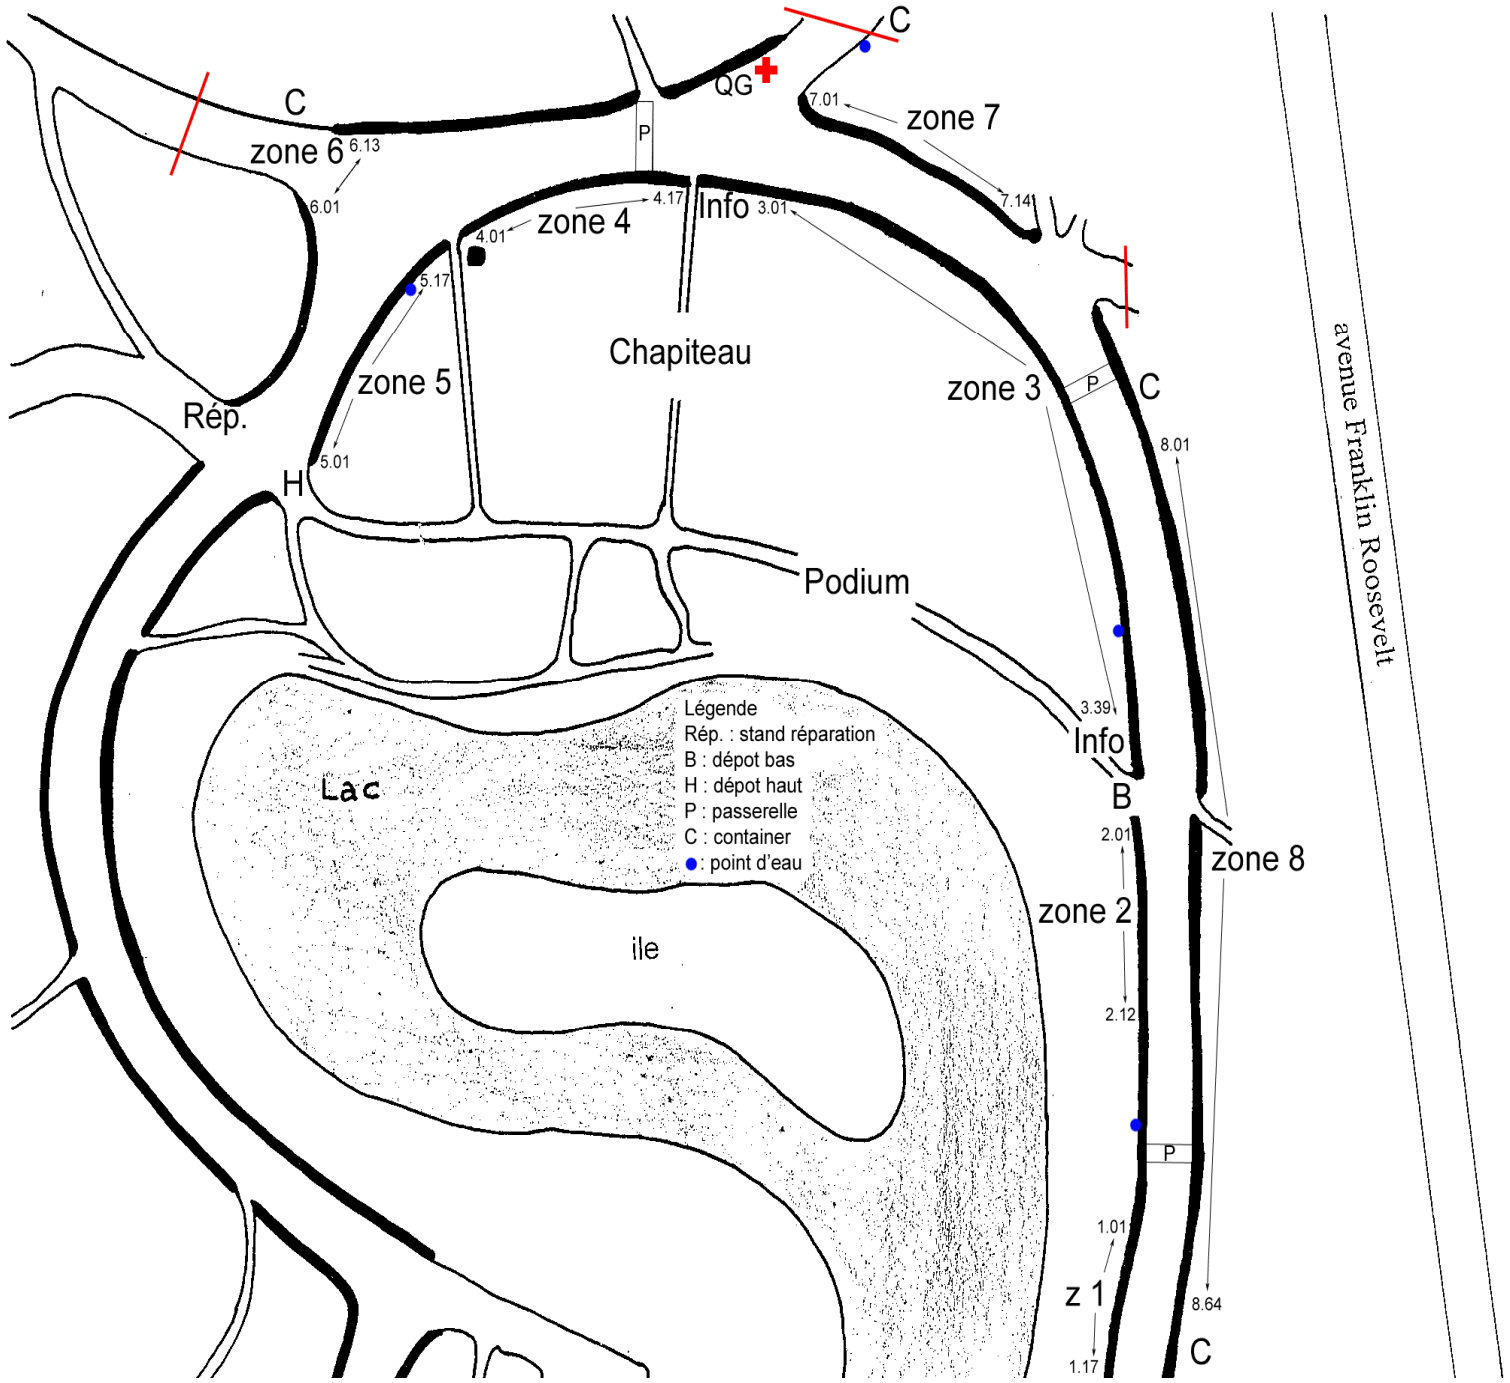 C
C
QG
7.01
zone 7
P
zone 6
6.13
6.01
7.14
4.17
Info
3.01
zone 4
4.01
5.17
Chapiteau
zone 5
zone 3
P
C
avenue Franklin Roosevelt
Rép.
8.01
5.01
H
Podium
3.39
Info
Légende
Rép. : stand réparation
B : dépot bas
H : dépot haut
P : passerelle
C : container
: point d'eau
Lac
B
2.01
zone 8
zone 2
ile
2.12
P
1.01
z 1
8.64
C
1.17